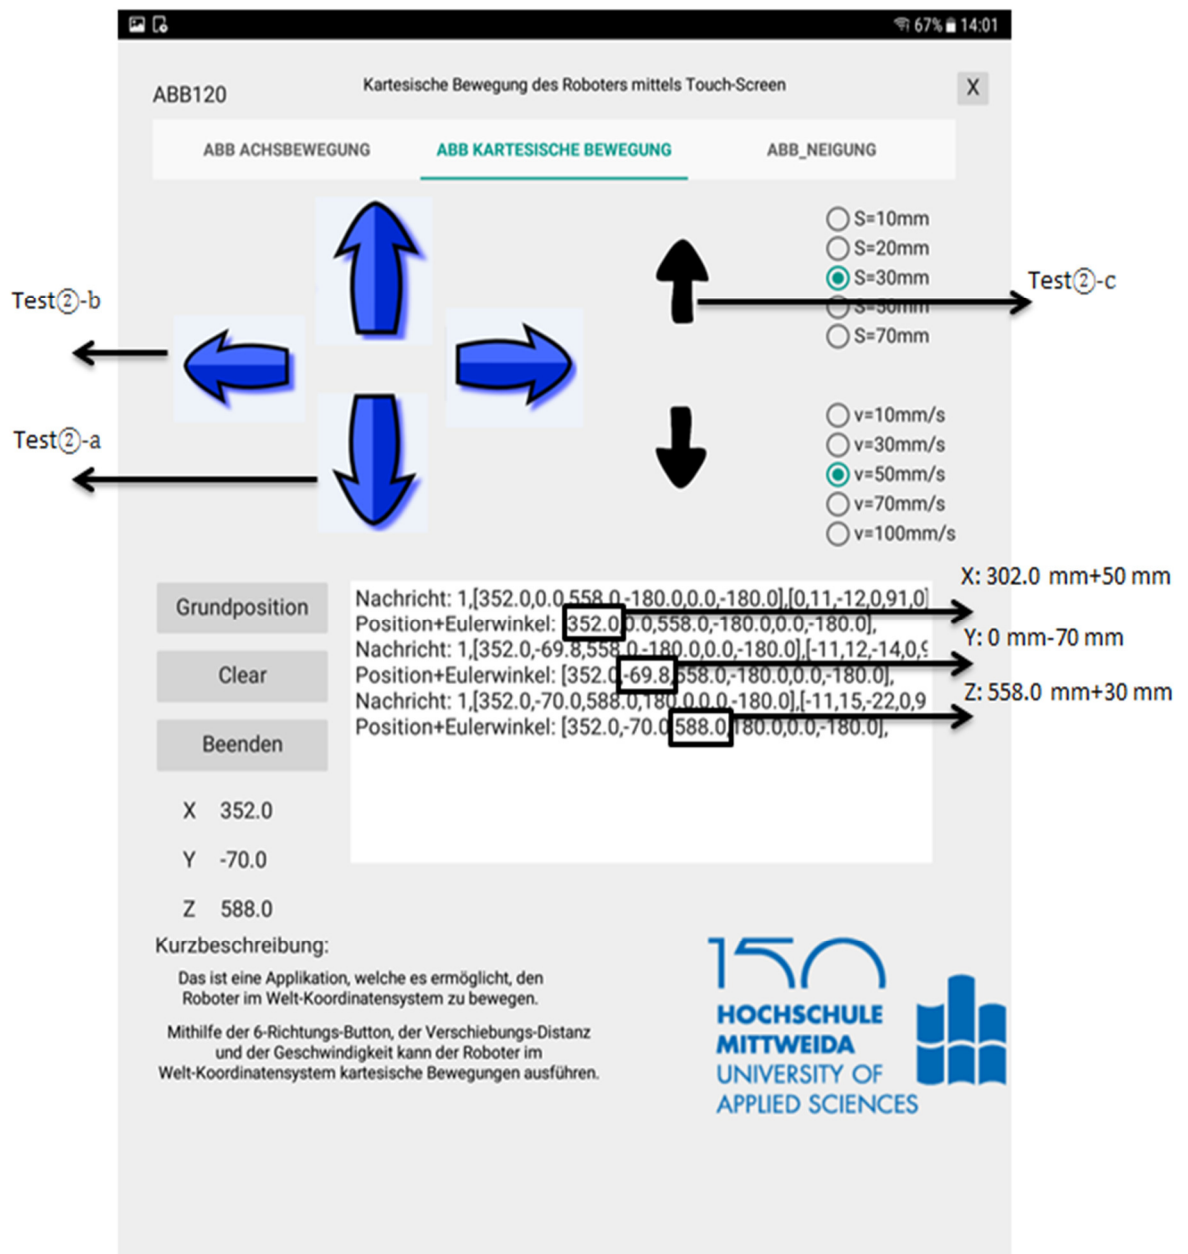 67% 14:01
ABB120
Kartesische Bewegung des Roboters mittels Touch-Screen
X
ABB ACHSBEWEGUNG
ABB KARTESISCHE BEWEGUNG
ABB_NEIGUNG
S=10mm
S=20mm
S=30mm
S=50mm
S=70mm
Test②-c
Test②-b
Test②-a
v=10mm/s
v=30mm/s
v=50mm/s
v=70mm/s
v=100mm/s
Grundposition
Clear
Beenden
Nachricht: 1,[352.0,0.0,558.0,-180.0,0.0,-180.0],[0,11,-12,0,91,0]
Position+Eulerwinkel: [352.0,0.0,558.0,-180.0,0.0,-180.0],
Nachricht: 1,[352.0,-69.8,558.0,-180.0,0.0,-180.0],[-11,12,-14,0,9
Position+Eulerwinkel: [352.0,-69.8,558.0,-180.0,0.0,-180.0],
Nachricht: 1,[352.0,-70.0,588.0,180.0,0.0,-180.0],[-11,15,-22,0,9
Position+Eulerwinkel: [352.0,-70.0,588.0,180.0,0.0,-180.0],
X: 302.0 mm+50 mm
Y: 0 mm-70 mm
Z: 558.0 mm+30 mm
X 352.0
Y -70.0
Z 588.0
Kurzbeschreibung:
Das ist eine Applikation, welche es ermöglicht, den
Roboter im Welt-Koordinatensystem zu bewegen.
Mithilfe der 6-Richtungs-Button, der Verschiebungs-Distanz
und der Geschwindigkeit kann der Roboter im
Welt-Koordinatensystem kartesische Bewegungen ausführen.
150
HOCHSCHULE
MITTWEIDA
UNIVERSITY OF
APPLIED SCIENCES